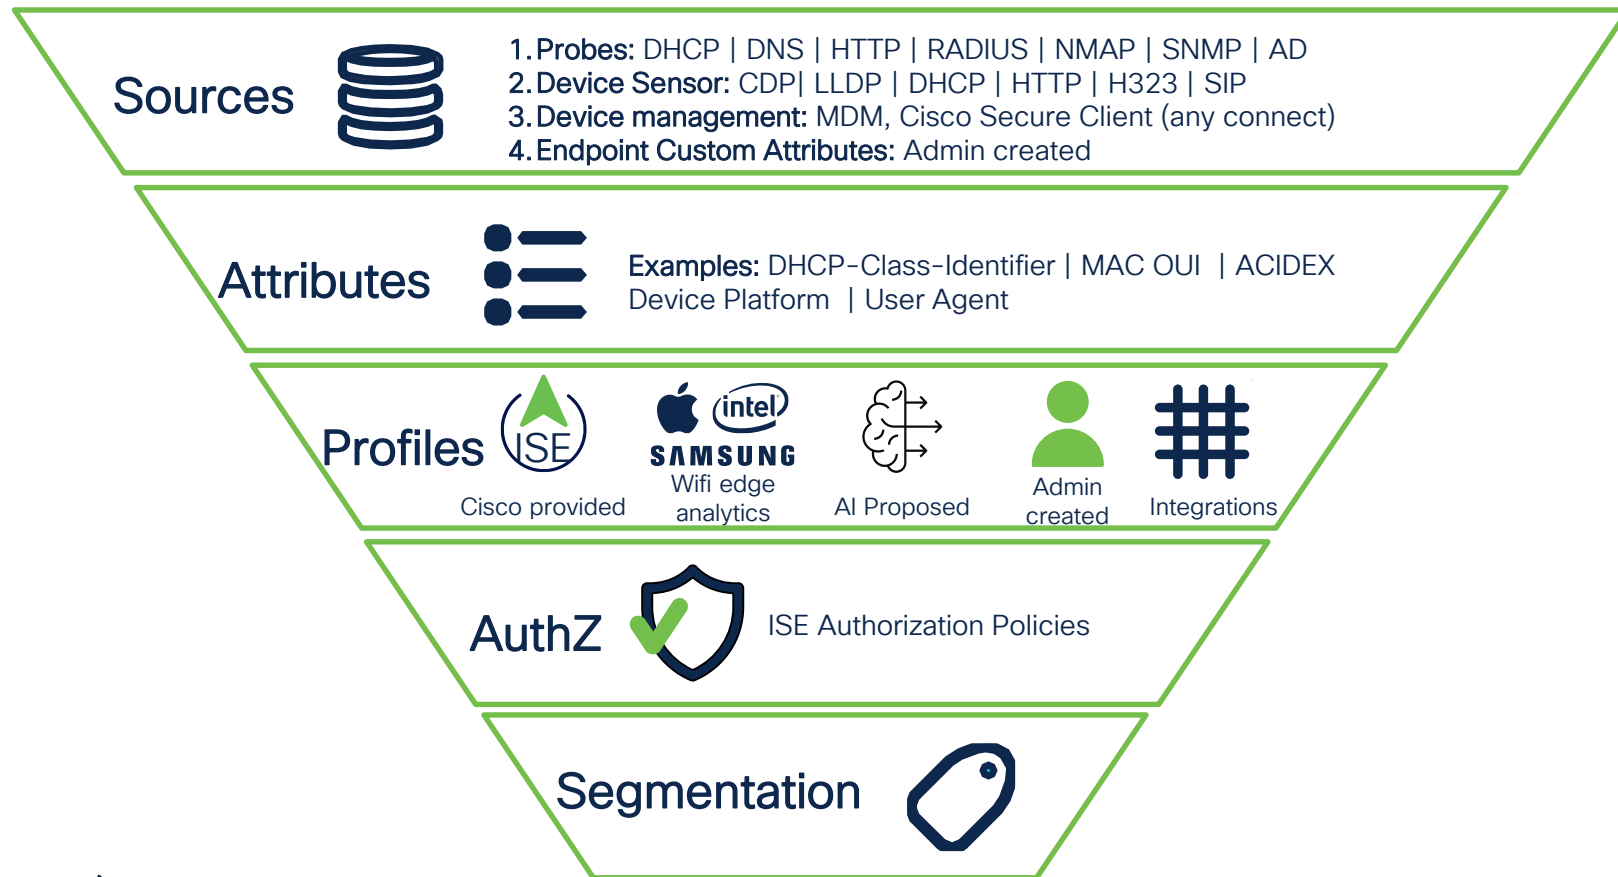 Sources
1. Probes: DHCP | DNS | HTTP | RADIUS | NMAP | SNMP | AD
2. Device Sensor: CDP| LLDP | DHCP | HTTP | H323 | SIP
3. Device management: MDM, Cisco Secure Client (any connect)
4. Endpoint Custom Attributes: Admin created
Attributes
Examples: DHCP-Class-Identifier | MAC OUI | ACIDEX
Device Platform | User Agent
Profiles
ISE
Cisco provided
intel
SAMSUNG
Wifi edge
analytics
AI Proposed
Admin
created
Integrations
AuthZ
ISE Authorization Policies
Segmentation